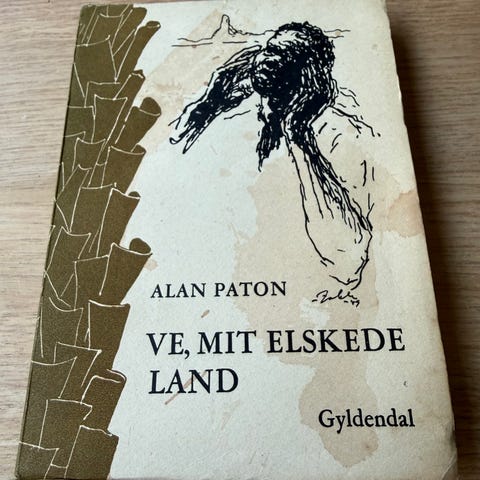 ALAN PATON
VE, MIT ELSKEDE
LAND
Gyldendal